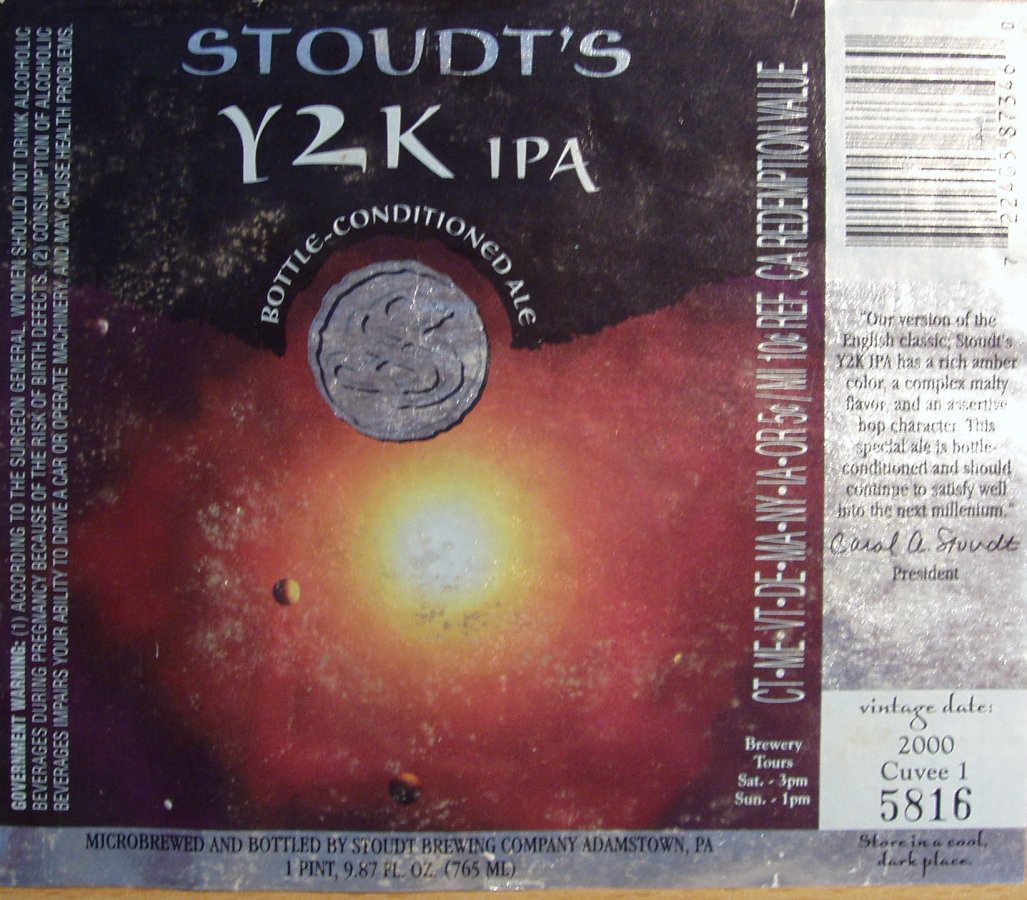 STOUDT'S
Y2K IPA
BOTTLE-CONDITIONED ALE
GOVERNMENT WARNING: (1) ACCORDING TO THE SURGEON GENERAL, WOMEN SHOULD NOT DRINK ALCOHOLIC
BEVERAGES DURING PREGNANCY BECAUSE OF THE RISK OF BIRTH DEFECTS. (2) CONSUMPTION OF ALCOHOLIC
BEVERAGES IMPAIRS YOUR ABILITY TO DRIVE A CAR OR OPERATE MACHINERY AND MAY CAUSE HEALTH PROBLEMS.
CT•ME•VT•DE•MA•NY•IA•OR 5¢/MI 10¢ REF. CA REDEMPTION VALUE
Brewery
Tours
Sat. - 3pm
Sun. - 1pm
MICROBREWED AND BOTTLED BY STOUDT BREWING COMPANY ADAMSTOWN, PA
1 PINT, 9.87 FL. OZ. (765 ML)
7 22405 87346 0
"Our version of the
English classic, Stoudt's
Y2K IPA has a rich amber
color, a complex malty
flavor, and an assertive
hop character. This
special ale is bottle-
conditioned and should
continue to satisfy well
into the next millenium."
Carol A. Stoudt
President
vintage date:
2000
Cuvee 1
5816
Store in a cool,
dark place.